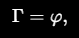 Γ = φ,